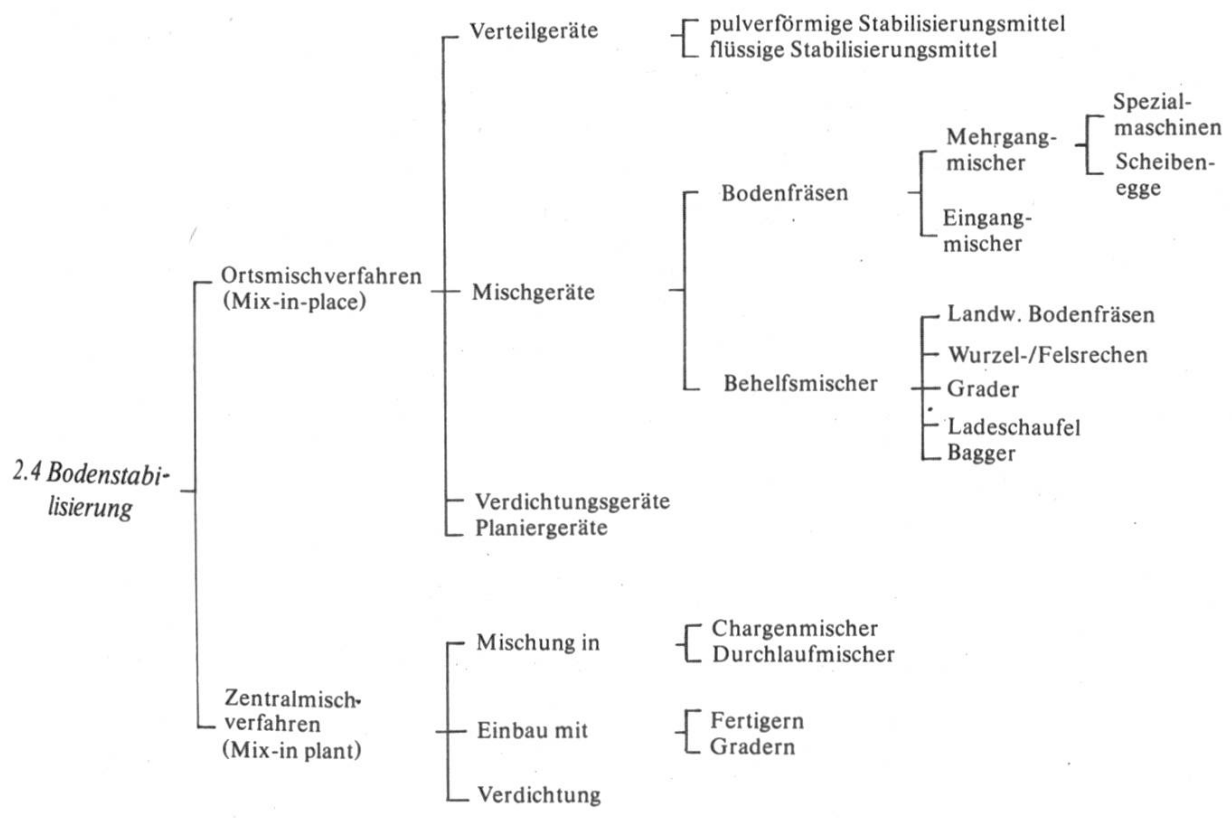 Verteilgeräte
pulverförmige Stabilisierungsmittel
flüssige Stabilisierungsmittel
Spezial-
maschinen
Mehrgang-
mischer
Scheiben-
egge
Bodenfräsen
Eingang-
mischer
Ortsmischverfahren
(Mix-in-place)
Mischgeräte
Landw. Bodenfräsen
Wurzel-/Felsrechen
Behelfsmischer
Grader
Ladeschaufel
Bagger
2.4 Bodenstabi-
lisierung
Verdichtungsgeräte
Planiergeräte
Mischung in
Chargenmischer
Durchlaufmischer
Zentralmisch-
verfahren
(Mix-in plant)
Einbau mit
Fertigern
Gradern
Verdichtung